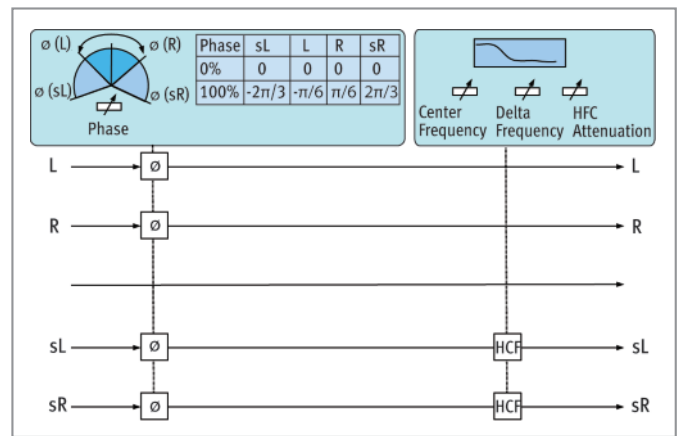 ø (L) ø (R)
ø (sL) ø (sR)
Phase
Phase sL L R sR
0% 0 0 0 0
100% -2π/3 -π/6 π/6 2π/3
Center Frequency
Delta Frequency
HFC Attenuation
L ø L
R ø R
sL ø HCF sL
sR ø HCF sR